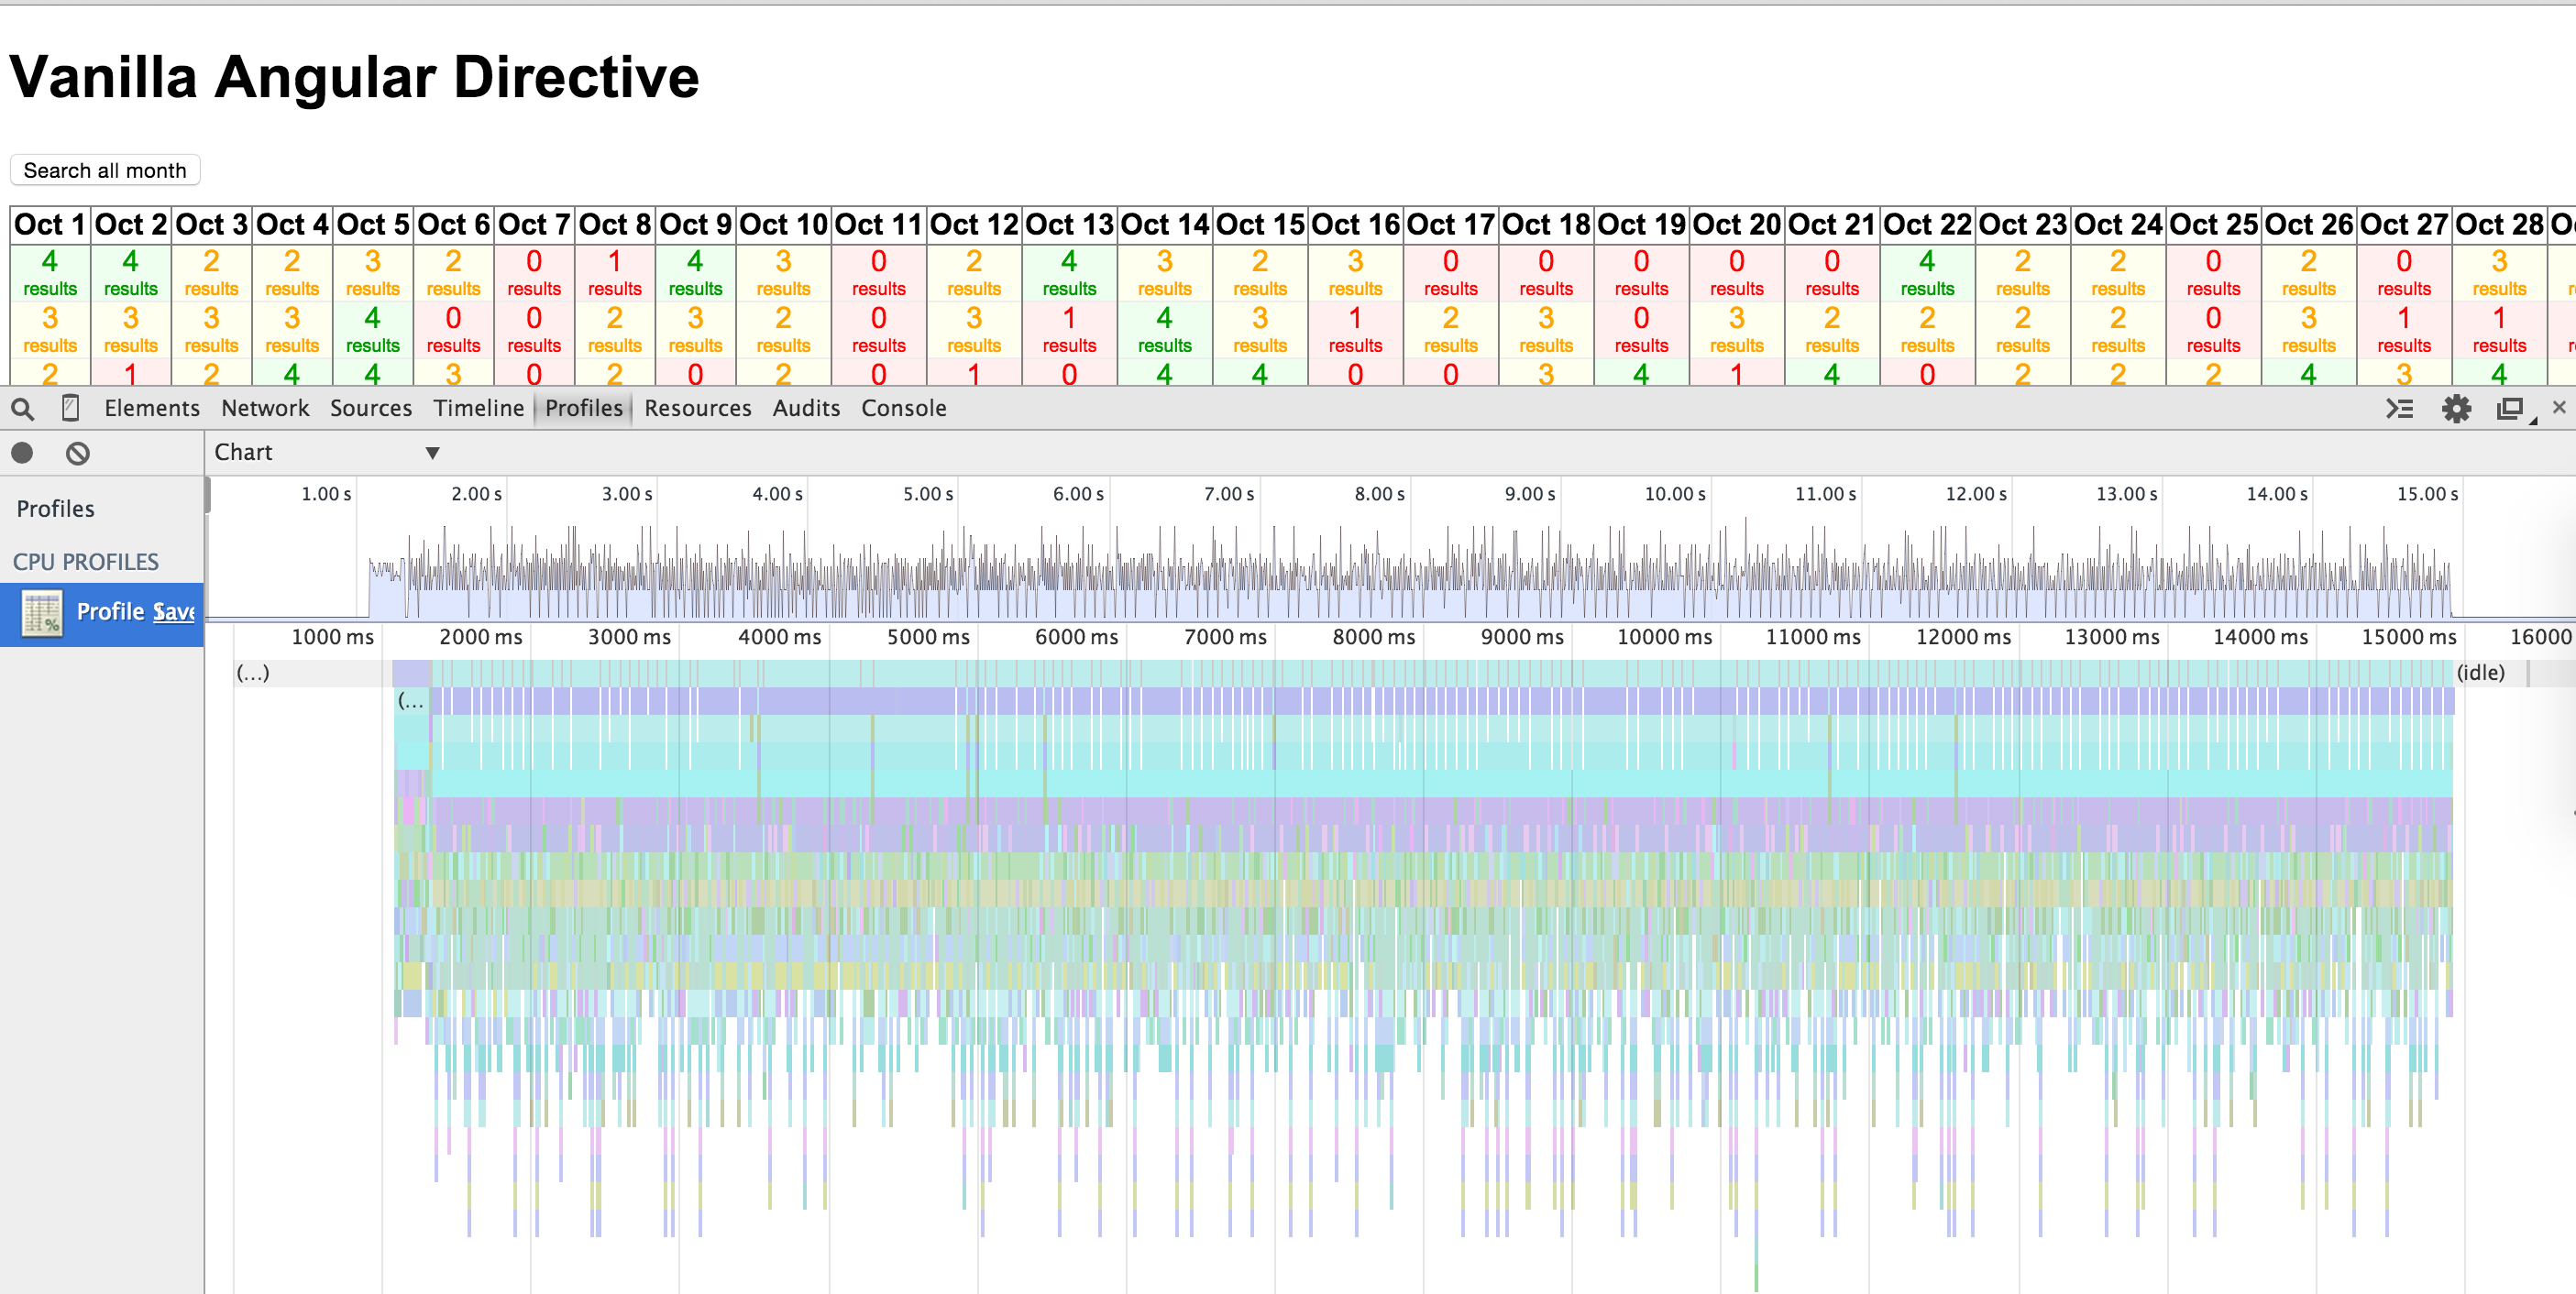 Vanilla Angular Directive
Search all month
Oct 1 Oct 2 Oct 3 Oct 4 Oct 5 Oct 6 Oct 7 Oct 8 Oct 9 Oct 10 Oct 11 Oct 12 Oct 13 Oct 14 Oct 15 Oct 16 Oct 17 Oct 18 Oct 19 Oct 20 Oct 21 Oct 22 Oct 23 Oct 24 Oct 25 Oct 26 Oct 27 Oct 28
4 4 2 2 3 2 0 1 4 3 0 2 4 3 2 3 0 0 0 0 0 4 2 2 0 2 0 3
results results results results results results results results results results results results results results results results results results results results results results results results results results results results
3 3 3 3 4 0 0 2 3 2 0 3 1 4 3 1 2 3 0 3 2 2 2 2 0 3 1 1
results results results results results results results results results results results results results results results results results results results results results results results results results results results results
2 1 2 4 4 3 0 2 0 2 0 1 0 4 4 0 0 3 4 1 4 0 2 2 2 4 3 4
Elements Network Sources Timeline Profiles Resources Audits Console
Chart
Profiles
CPU PROFILES
Profile Save
1.00 s 2.00 s 3.00 s 4.00 s 5.00 s 6.00 s 7.00 s 8.00 s 9.00 s 10.00 s 11.00 s 12.00 s 13.00 s 14.00 s 15.00 s
1000 ms 2000 ms 3000 ms 4000 ms 5000 ms 6000 ms 7000 ms 8000 ms 9000 ms 10000 ms 11000 ms 12000 ms 13000 ms 14000 ms 15000 ms 16000
(...) (idle)
(...